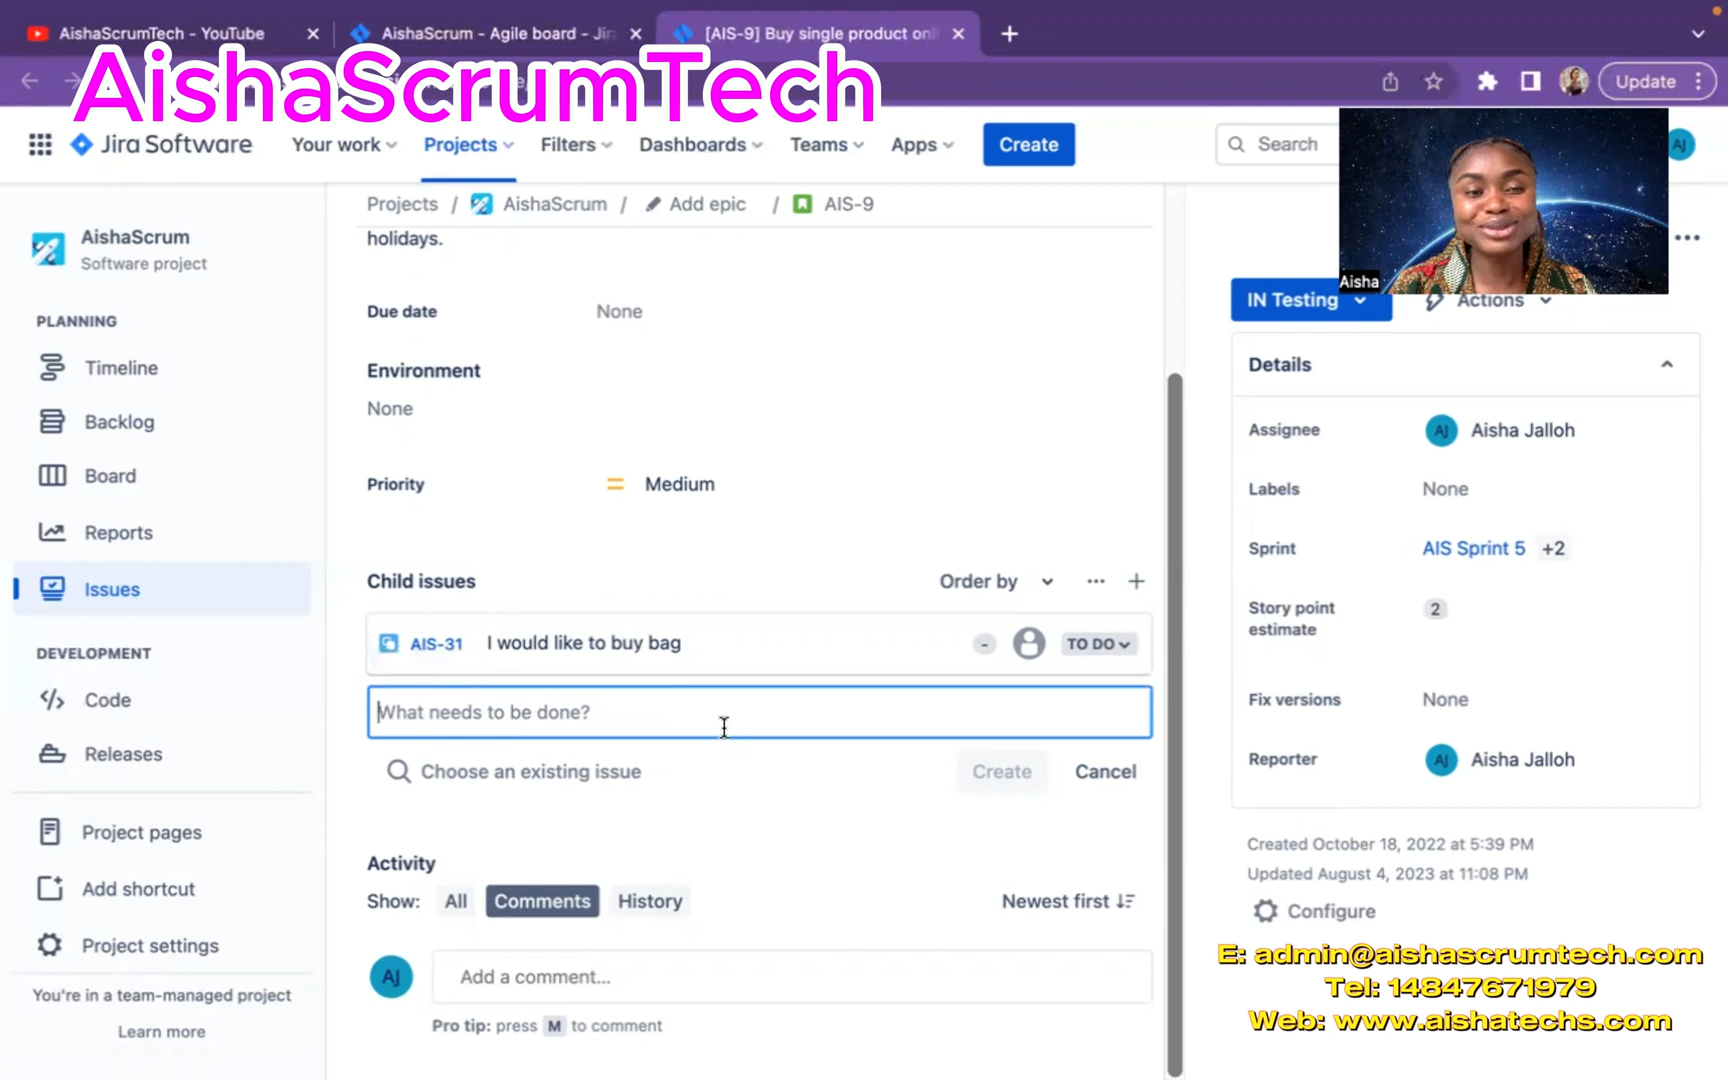 AishaScrumTech - YouTube
AishaScrum - Agile board - Jir
[AIS-9] Buy single product onl
AishaScrumTech
Update
Jira Software
Your work
Projects
Filters
Dashboards
Teams
Apps
Create
Search
AJ
Aisha
AishaScrum
Software project
PLANNING
Timeline
Backlog
Board
Reports
Issues
DEVELOPMENT
Code
Releases
Project pages
Add shortcut
Project settings
You're in a team-managed project
Learn more
Projects / AishaScrum / Add epic / AIS-9
holidays.
Due date None
Environment
None
Priority Medium
Child issues Order by
AIS-31 I would like to buy bag - TO DO
What needs to be done?
Choose an existing issue Create Cancel
Activity
Show: All Comments History Newest first
AJ Add a comment...
Pro tip: press M to comment
IN Testing Actions
Details
Assignee AJ Aisha Jalloh
Labels None
Sprint AIS Sprint 5 +2
Story point
estimate
2
Fix versions None
Reporter AJ Aisha Jalloh
Created October 18, 2022 at 5:39 PM
Updated August 4, 2023 at 11:08 PM
Configure
E: admin@aishascrumtech.com
Tel: 14847671979
Web: www.aishatechs.com